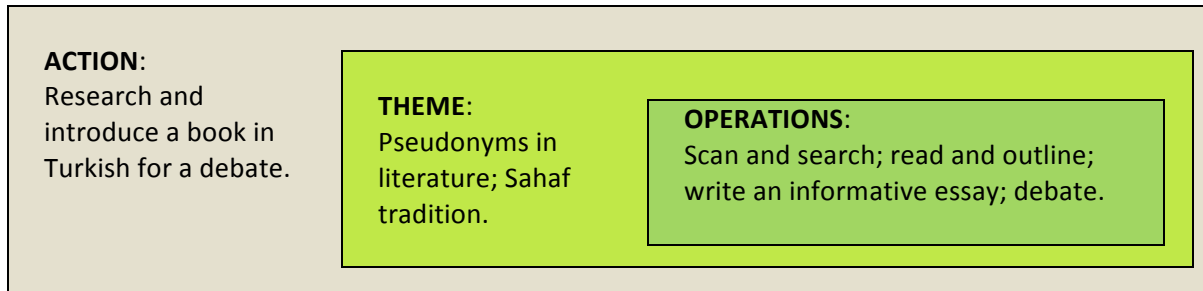 ACTION:
Research and
introduce a book in
Turkish for a debate.
THEME:
Pseudonyms in
literature; Sahaf
tradition.
OPERATIONS:
Scan and search; read and outline;
write an informative essay; debate.